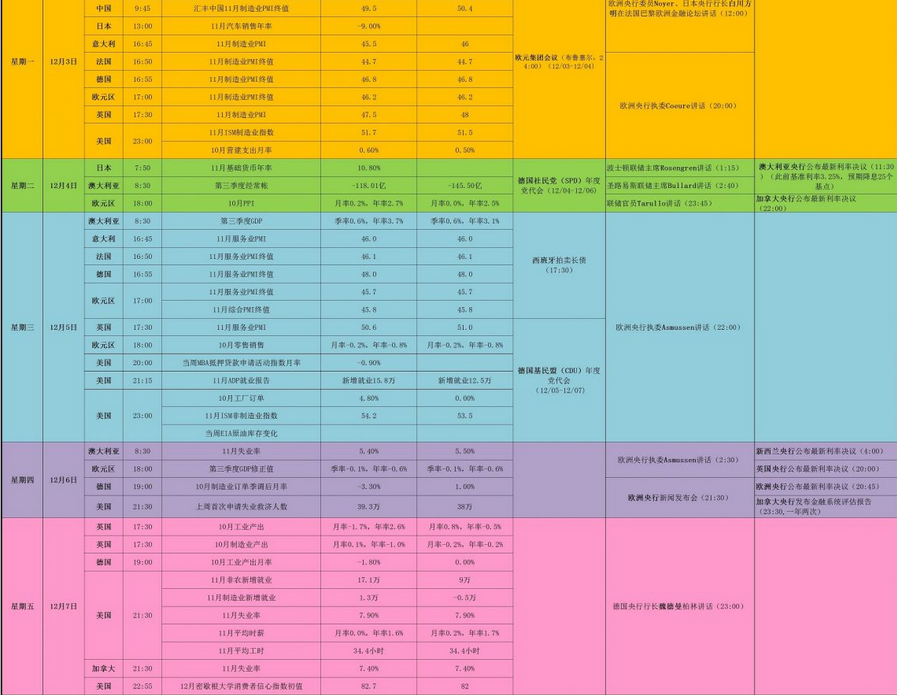 中国 9:45 汇丰中国11月制造业PMI终值 49.5 50.4
欧洲央行委员Noyer、日本央行行长白川方
明在法国巴黎欧洲金融论坛讲话(12:00)
日本 13:00 11月汽车销售年率 -9.00%
意大利 16:45 11月制造业PMI 45.5 46
星期一 12月3日
法国 16:50 11月制造业PMI终值 44.7 44.7
欧元集团会议(布鲁塞尔,2
4:00)(12/03-12/04)
德国 16:55 11月制造业PMI终值 46.8 46.8
欧元区 17:00 11月制造业PMI终值 46.2 46.2
欧洲央行执委Coeure讲话(20:00)
英国 17:30 11月制造业PMI 47.5 48
美国 23:00 11月ISM制造业指数 51.7 51.5
10月营建支出月率 0.60% 0.50%
星期二 12月4日
日本 7:50 11月基础货币年率 10.80%
波士顿联储主席Rosengren讲话(1:15)
澳大利亚 8:30 第三季度经常帐 -118.01亿 -145.50亿
德国社民党(SPD)年度
党代会(12/04-12/06)
圣路易斯联储主席Bullard讲话(2:40)
澳大利亚央行公布最新利率决议(11:30
)(此前基准利率3.25%,预期降息25个
基点)
欧元区 18:00 10月PPI 月率0.2%,年率2.7% 月率0.0%,年率2.5%
联储官员Tarullo讲话(23:45)
加拿大央行公布最新利率决议
(22:00)
星期三 12月5日
澳大利亚 8:30 第三季度GDP 季率0.6%,年率3.7% 季率0.6%,年率3.1%
意大利 16:45 11月服务业PMI 46.0 46.0
法国 16:50 11月服务业PMI终值 46.1 46.1
西班牙拍卖长债
(17:30)
德国 16:55 11月服务业PMI终值 48.0 48.0
欧元区 17:00 11月服务业PMI终值 45.7 45.7
11月综合PMI终值 45.8 45.8
英国 17:30 11月服务业PMI 50.6 51.0
欧洲央行执委Asmussen讲话(22:00)
欧元区 18:00 10月零售销售 月率-0.2%,年率-0.8% 月率-0.2%,年率-0.8%
美国 20:00 当周MBA抵押贷款申请活动指数月率 -0.90%
美国 21:15 11月ADP就业报告 新增就业15.8万 新增就业12.5万
德国基民盟(CDU)年度
党代会
(12/05-12/07)
美国 23:00 10月工厂订单 4.80% 0.00%
11月ISM非制造业指数 54.2 53.5
当周EIA原油库存变化
星期四 12月6日
澳大利亚 8:30 11月失业率 5.40% 5.50%
欧洲央行执委Asmussen讲话(2:30)
新西兰央行公布最新利率决议(4:00)
欧元区 18:00 第三季度GDP修正值 季率-0.1%,年率-0.6% 季率-0.1%,年率-0.6%
英国央行公布最新利率决议(20:00)
德国 19:00 10月制造业订单季调后月率 -3.30% 1.00%
欧洲央行新闻发布会(21:30)
欧洲央行公布最新利率决议(20:45)
美国 21:30 上周首次申请失业救济人数 39.3万 38万
加拿大央行发布金融系统评估报告
(23:30,一年两次)
星期五 12月7日
英国 17:30 10月工业产出 月率-1.7%,年率2.6% 月率0.8%,年率-0.5%
英国 17:30 10月制造业产出 月率0.1%,年率-1.0% 月率-0.2%,年率-0.2%
德国 19:00 10月工业产出月率 -1.80% 0.00%
美国 21:30 11月非农新增就业 17.1万 9万
11月制造业新增就业 1.3万 -0.5万
德国央行行长魏德曼柏林讲话(23:00)
11月失业率 7.90% 7.90%
11月平均时薪 月率0.0%,年率1.6% 月率0.2%,年率1.7%
11月平均工时 34.4小时 34.4小时
加拿大 21:30 11月失业率 7.40% 7.40%
美国 22:55 12月密歇根大学消费者信心指数初值 82.7 82